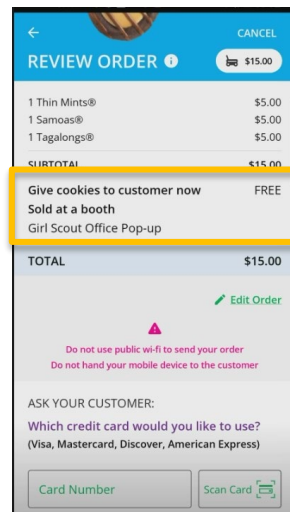 CANCEL
REVIEW ORDER i
$15.00
1 Thin Mints® $5.00
1 Samoas® $5.00
1 Tagalongs® $5.00
SUBTOTAL $15.00
Give cookies to customer now FREE
Sold at a booth
Girl Scout Office Pop-up
TOTAL $15.00
Edit Order
Do not use public wi-fi to send your order
Do not hand your mobile device to the customer
ASK YOUR CUSTOMER:
Which credit card would you like to use?
(Visa, Mastercard, Discover, American Express)
Card Number
Scan Card